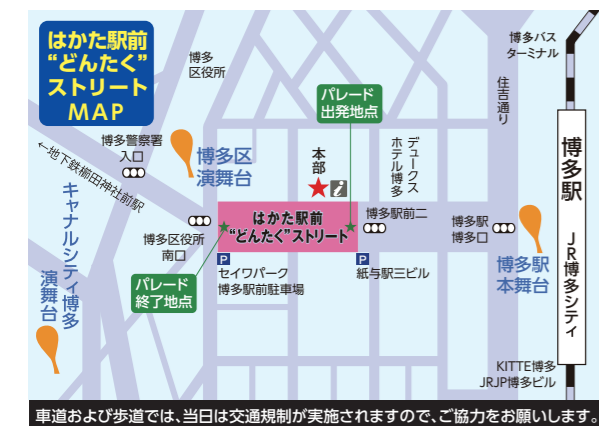 はかた駅前
“どんたく”
ストリート
MAP
博多
区役所
博多バス
ターミナル
住吉通り
パレード
出発地点
博多警察署
入口
←地下鉄櫛田神社前駅
博多区
演舞台
本部
i
デュークス
ホテル博多
博多駅
JR博多シティ
キャナルシティ博多
演舞台
はかた駅前
“どんたく”ストリート
博多駅前二
博多駅
博多口
博多区役所
南口
P
セイワパーク
博多駅前駐車場
P
紙与駅三ビル
博多駅
本舞台
パレード
終了地点
KITTE博多
JRJP博多ビル
車道および歩道では、当日は交通規制が実施されますので、ご協力をお願いします。